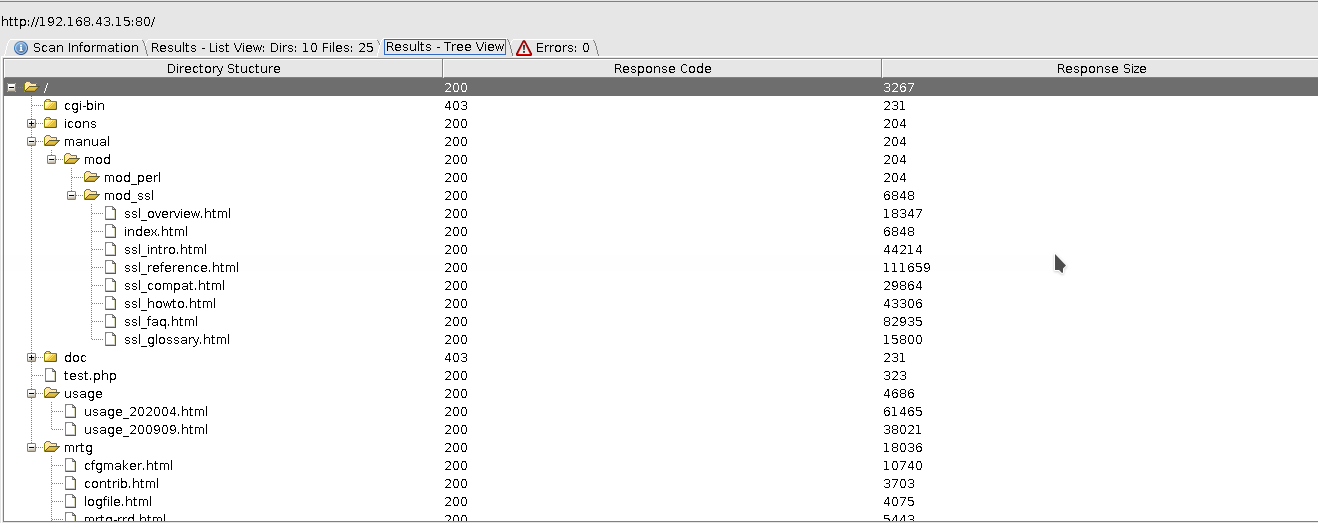 http://192.168.43.15:80/
Scan Information Results - List View: Dirs: 10 Files: 25 Results - Tree View Errors: 0
Directory Stucture Response Code Response Size
/ 200 3267
cgi-bin 403 231
icons 200 204
manual 200 204
mod 200 204
mod_perl 200 204
mod_ssl 200 6848
ssl_overview.html 200 18347
index.html 200 6848
ssl_intro.html 200 44214
ssl_reference.html 200 111659
ssl_compat.html 200 29864
ssl_howto.html 200 43306
ssl_faq.html 200 82935
ssl_glossary.html 200 15800
doc 403 231
test.php 200 323
usage 200 4686
usage_202004.html 200 61465
usage_200909.html 200 38021
mrtg 200 18036
cfgmaker.html 200 10740
contrib.html 200 3703
logfile.html 200 4075
mrtg-rrd.html 200 5443